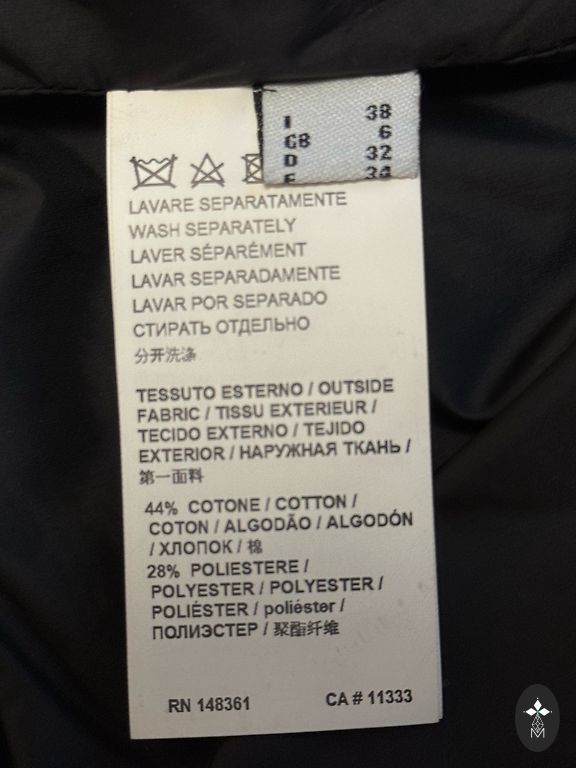 I 38
GB 6
D 32
F 34
LAVARE SEPARATAMENTE
WASH SEPARATELY
LAVER SÉPARÉMENT
LAVAR SEPARADAMENTE
LAVAR POR SEPARADO
СТИРАТЬ ОТДЕЛЬНО
分开洗涤
TESSUTO ESTERNO / OUTSIDE
FABRIC / TISSU EXTERIEUR /
TECIDO EXTERNO / TEJIDO
EXTERIOR / НАРУЖНАЯ ТКАНЬ /
第一面料
44% COTONE / COTTON /
COTON / ALGODÃO / ALGODÓN
/ ХЛОПОК / 棉
28% POLIESTERE /
POLYESTER / POLYESTER /
POLIÉSTER / poliéster /
ПОЛИЭСТЕР / 聚酯纤维
RN 148361 CA # 11333
M